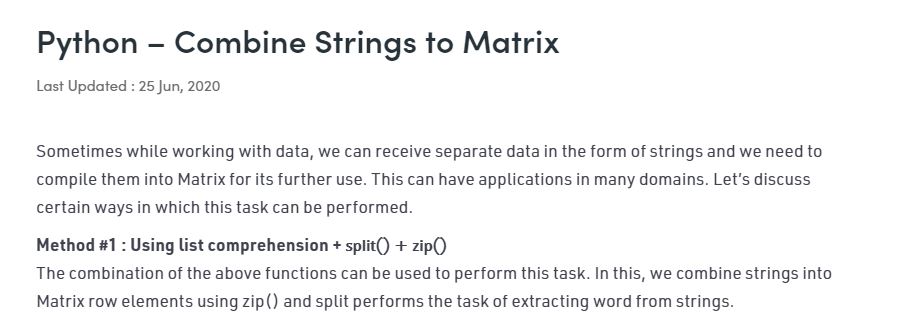 Python – Combine Strings to Matrix
Last Updated : 25 Jun, 2020
Sometimes while working with data, we can receive separate data in the form of strings and we need to
compile them into Matrix for its further use. This can have applications in many domains. Let’s discuss
certain ways in which this task can be performed.
Method #1 : Using list comprehension + split() + zip()
The combination of the above functions can be used to perform this task. In this, we combine strings into
Matrix row elements using zip() and split performs the task of extracting word from strings.